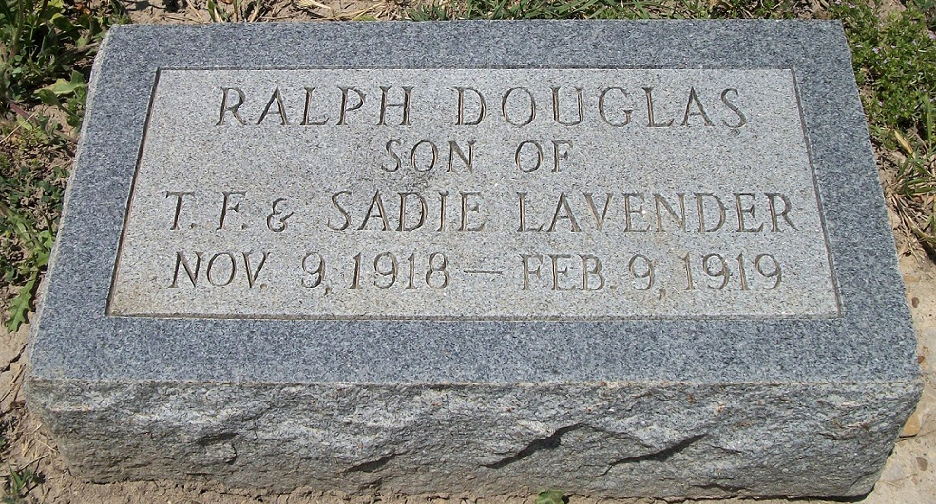 RALPH DOUGLAS
SON OF
T. F. & SADIE LAVENDER
NOV. 9, 1918 — FEB. 9, 1919